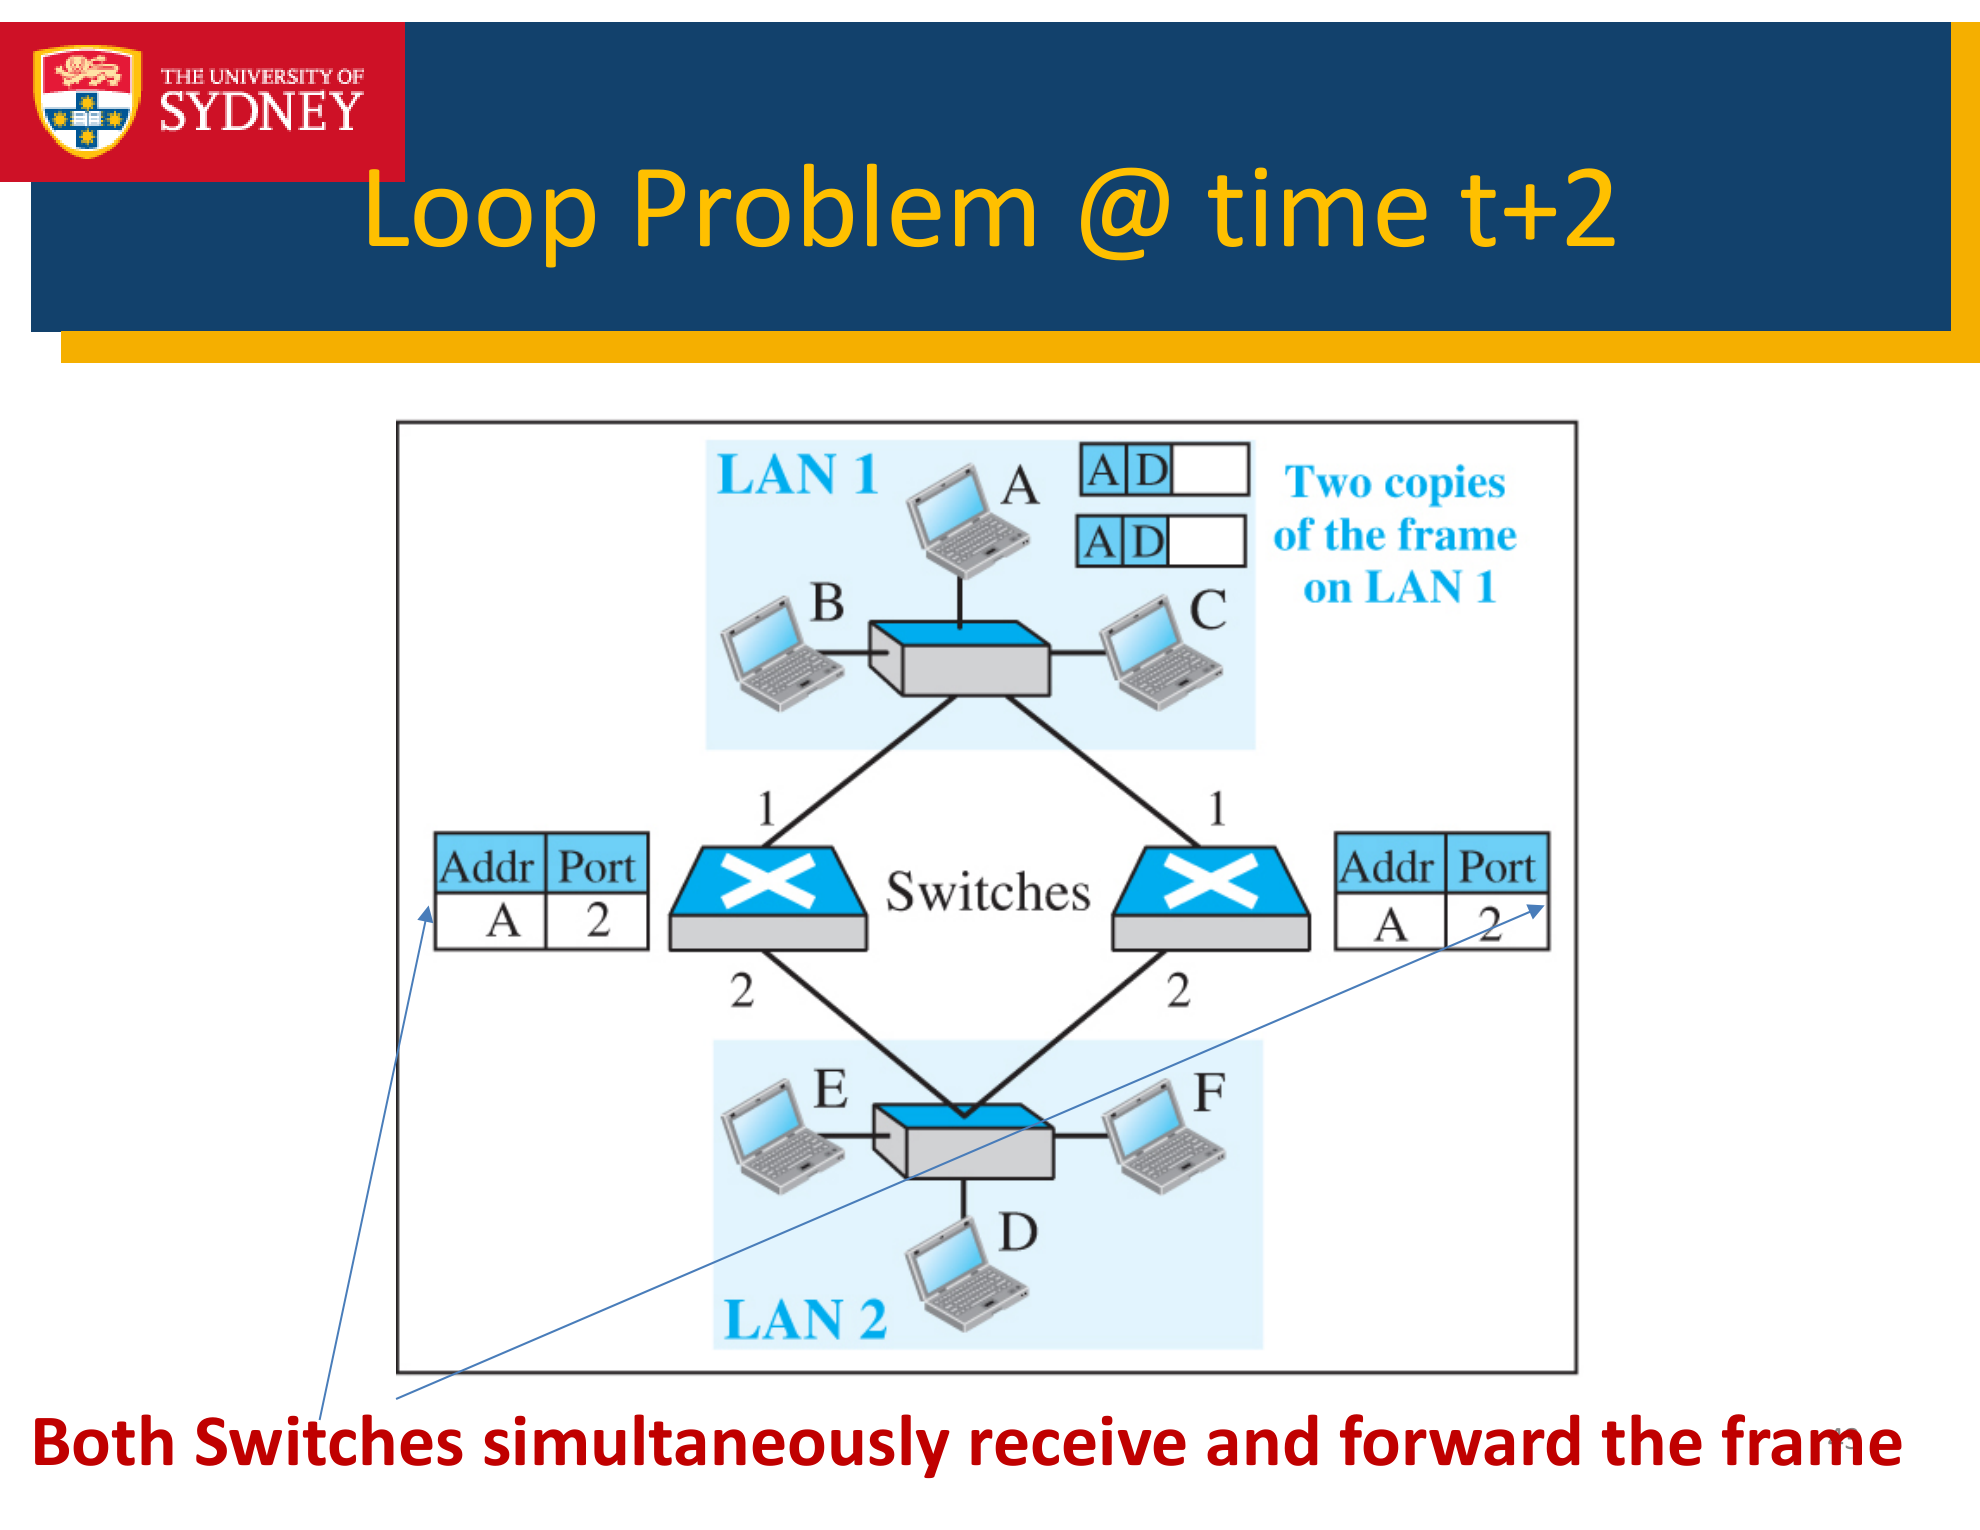 THE UNIVERSITY OF
SYDNEY
Loop Problem @ time t+2
LAN 1
A
A D
A D
Two copies
of the frame
on LAN 1
B
C
1
1
Addr Port
A 2
Switches
Addr Port
A 2
2
2
E
F
D
LAN 2
Both Switches simultaneously receive and forward the frame